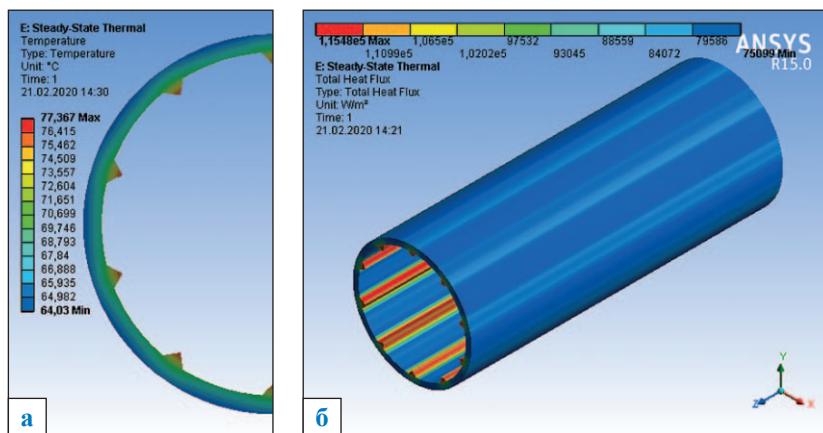 E: Steady-State Thermal
Temperature
Type: Temperature
Unit: °C
Time: 1
21.02.2020 14:30
77,367 Max
76,415
75,462
74,509
73,557
72,604
71,651
70,699
69,746
68,793
67,84
66,888
65,935
64,982
64,03 Min
а
1,1548e5 Max 1,065e5 97532 88559 79586
1,1099e5 1,0202e5 93045 84072 75099 Min
ANSYS
R15.0
E: Steady-State Thermal
Total Heat Flux
Type: Total Heat Flux
Unit: W/m²
Time: 1
21.02.2020 14:21
Y
Z X
б